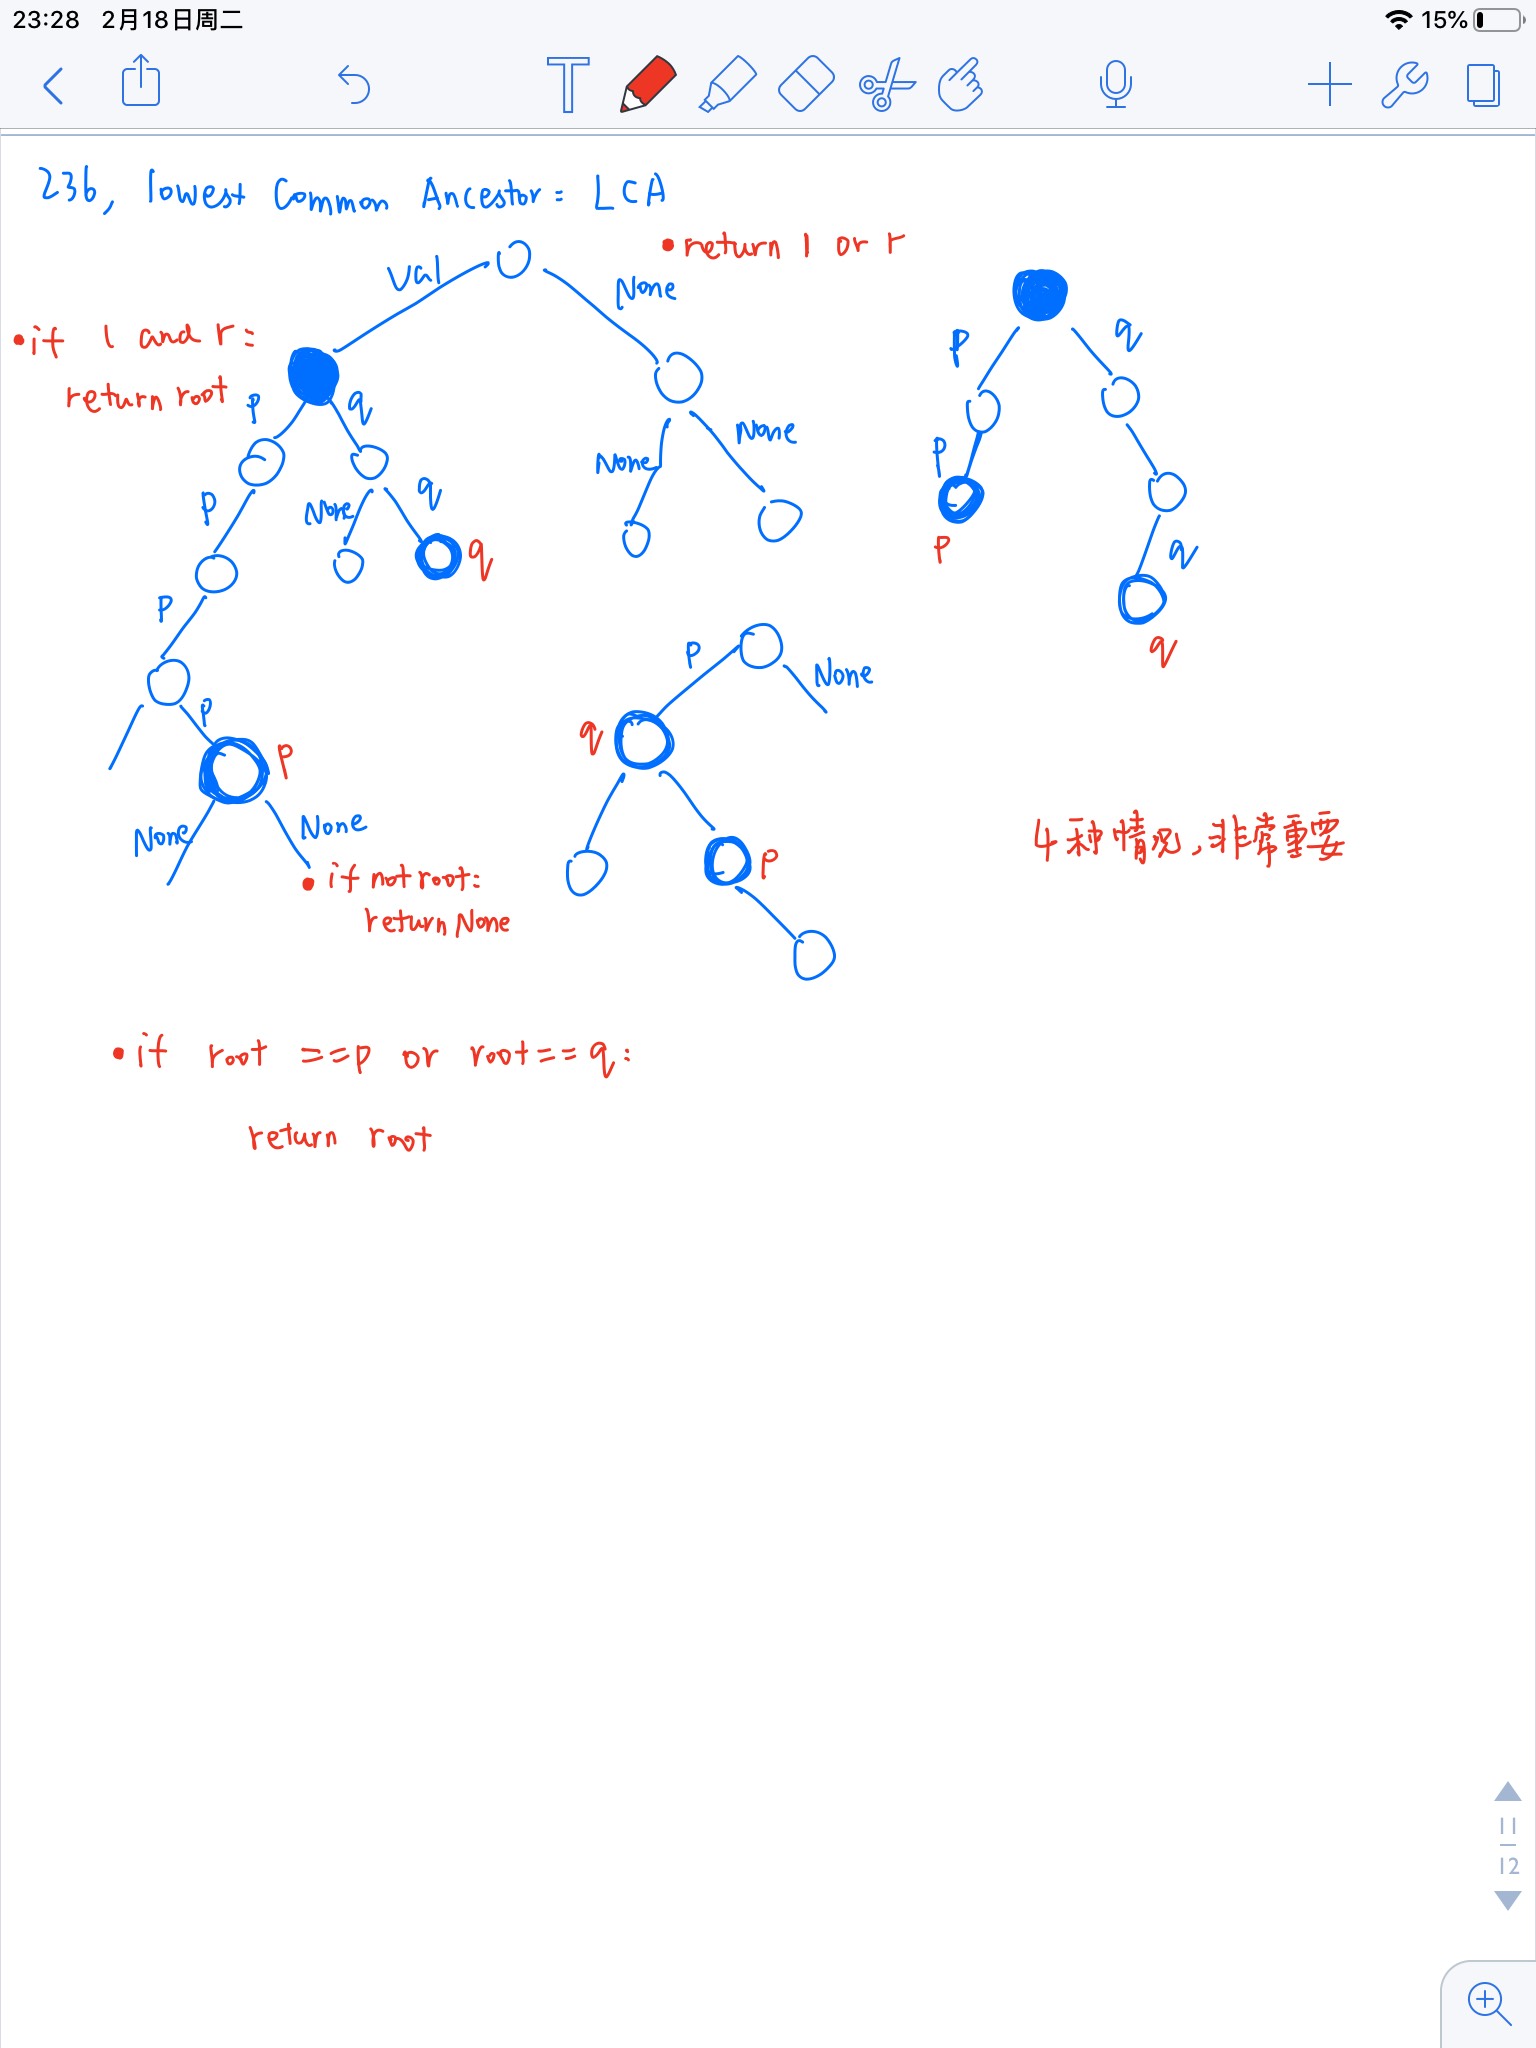 23:28 2月18日周二
15%
T
236, lowest Common Ancestor = LCA
• return l or r
val
None
• if l and r:
return root
p
q
p
q
None
None
None
p
q
p
q
q
p
q
p
q
p
None
p
q
p
None
None
p
4种情况,非常重要
• if not root:
return None
• if root ==p or root==q:
return root
11
12